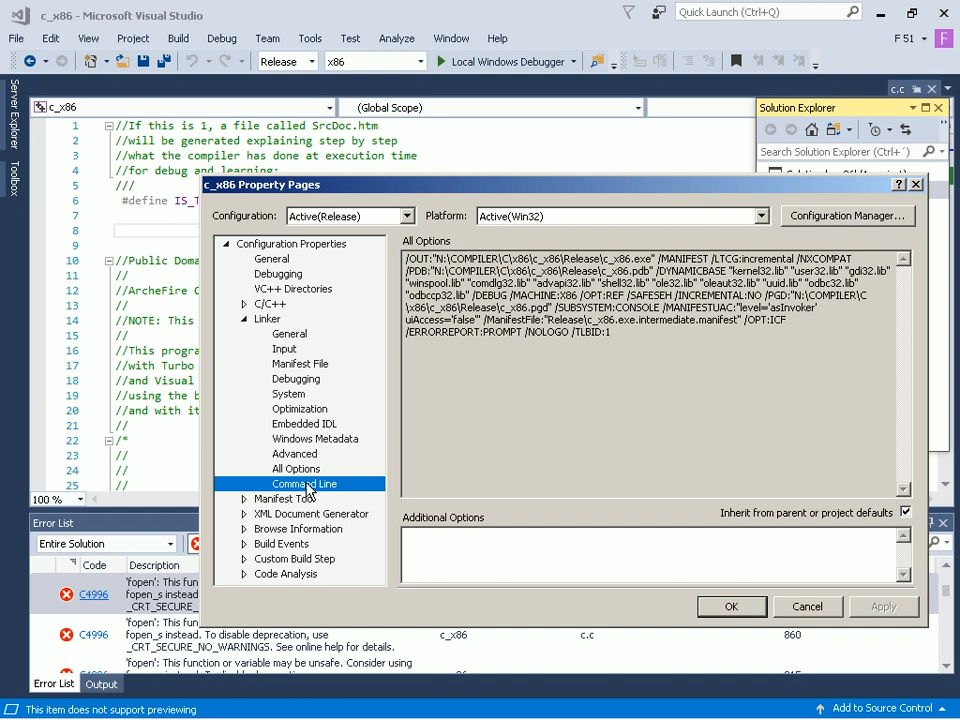 c_x86 - Microsoft Visual Studio
Quick Launch (Ctrl+Q)
File Edit View Project Build Debug Team Tools Test Analyze Window Help
F 51
F
Release
x86
Local Windows Debugger
Server Explorer
Toolbox
c.c
c_x86
(Global Scope)
Solution Explorer
Search Solution Explorer (Ctrl+´)
1 //If this is 1, a file called SrcDoc.htm
2 //will be generated explaining step by step
3 //what the compiler has done at execution time
4 //for debug and learning:
5 ///
6 #define IS_T
7
8
9
10 //Public Doma
11 //
12 //ArcheFire C
13 //
14 //NOTE: This
15 //
16 //This progra
17 //with Turbo
18 //and Visual
19 //using the b
20 //and with it
21 //
22 /*
23 //
24 //
25 //
100 %
c_x86 Property Pages
Configuration:
Active(Release)
Platform:
Active(Win32)
Configuration Manager...
Configuration Properties
General
Debugging
VC++ Directories
C/C++
Linker
General
Input
Manifest File
Debugging
System
Optimization
Embedded IDL
Windows Metadata
Advanced
All Options
Command Line
Manifest Tool
XML Document Generator
Browse Information
Build Events
Custom Build Step
Code Analysis
All Options
/OUT:"N:\COMPILER\C\x86\c_x86\Release\c_x86.exe" /MANIFEST /LTCG:incremental /NXCOMPAT
/PDB:"N:\COMPILER\C\x86\c_x86\Release\c_x86.pdb" /DYNAMICBASE "kernel32.lib" "user32.lib" "gdi32.lib"
"winspool.lib" "comdlg32.lib" "advapi32.lib" "shell32.lib" "ole32.lib" "oleaut32.lib" "uuid.lib" "odbc32.lib"
"odbccp32.lib" /DEBUG /MACHINE:X86 /OPT:REF /SAFESEH /INCREMENTAL:NO /PGD:"N:\COMPILER\C
\x86\c_x86\Release\c_x86.pgd" /SUBSYSTEM:CONSOLE /MANIFESTUAC:"level='asInvoker'
uiAccess='false'" /ManifestFile:"Release\c_x86.exe.intermediate.manifest" /OPT:ICF
/ERRORREPORT:PROMPT /NOLOGO /TLBID:1
Additional Options
Inherit from parent or project defaults
OK
Cancel
Apply
Error List
Entire Solution
Code
Description
C4996
'fopen': This fun
fopen_s instead
_CRT_SECURE_
C4996
'fopen': This fun
fopen_s instead. To disable deprecation, use
_CRT_SECURE_NO_WARNINGS. See online help for details.
c_x86
c.c
860
'fopen': This function or variable may be unsafe. Consider using
Error List
Output
This item does not support previewing
Add to Source Control